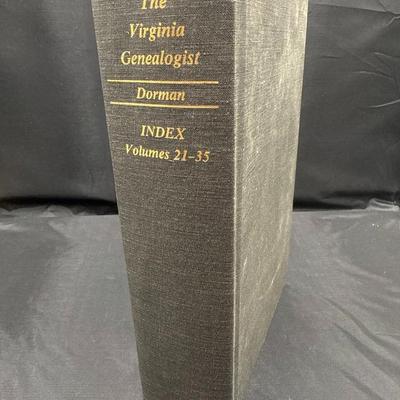 The
Virginia
Genealogist
Dorman
INDEX
Volumes 21-35